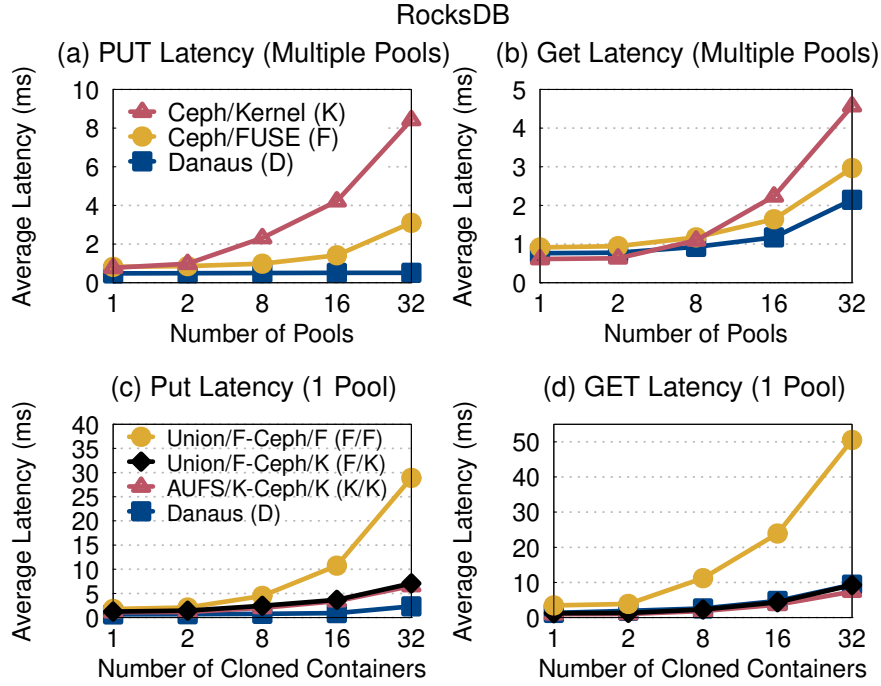 RocksDB
(a) PUT Latency (Multiple Pools)
Average Latency (ms)
10
8
6
4
2
0
Ceph/Kernel (K)
Ceph/FUSE (F)
Danaus (D)
1 2 8 16 32
Number of Pools
(b) Get Latency (Multiple Pools)
Average Latency (ms)
5
4
3
2
1
0
1 2 8 16 32
Number of Pools
(c) Put Latency (1 Pool)
Average Latency (ms)
40
35
30
25
20
15
10
5
0
Union/F-Ceph/F (F/F)
Union/F-Ceph/K (F/K)
AUFS/K-Ceph/K (K/K)
Danaus (D)
1 2 8 16 32
Number of Cloned Containers
(d) GET Latency (1 Pool)
Average Latency (ms)
50
40
30
20
10
0
1 2 8 16 32
Number of Cloned Containers